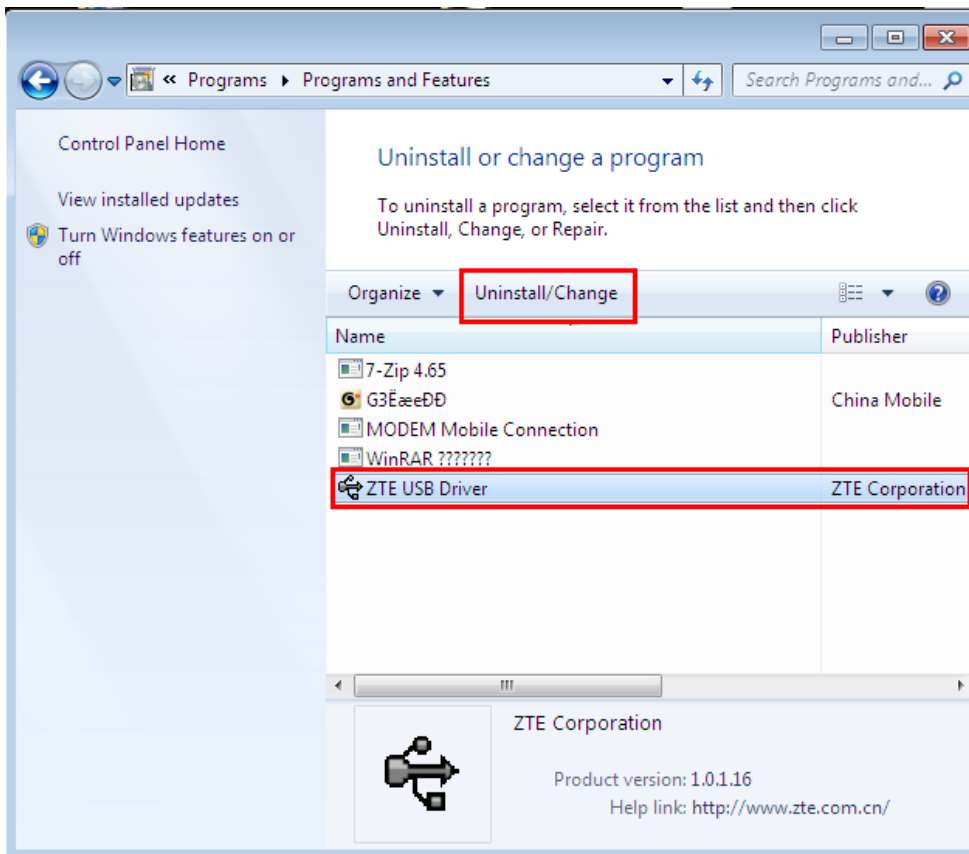 « Programs ▸ Programs and Features
Search Programs and...
Control Panel Home
View installed updates
Turn Windows features on or
off
Uninstall or change a program
To uninstall a program, select it from the list and then click
Uninstall, Change, or Repair.
Organize
Uninstall/Change
Name
Publisher
7-Zip 4.65
G3ËæeÐÐ
China Mobile
MODEM Mobile Connection
WinRAR ???????
ZTE USB Driver
ZTE Corporation
ZTE Corporation
Product version: 1.0.1.16
Help link: http://www.zte.com.cn/